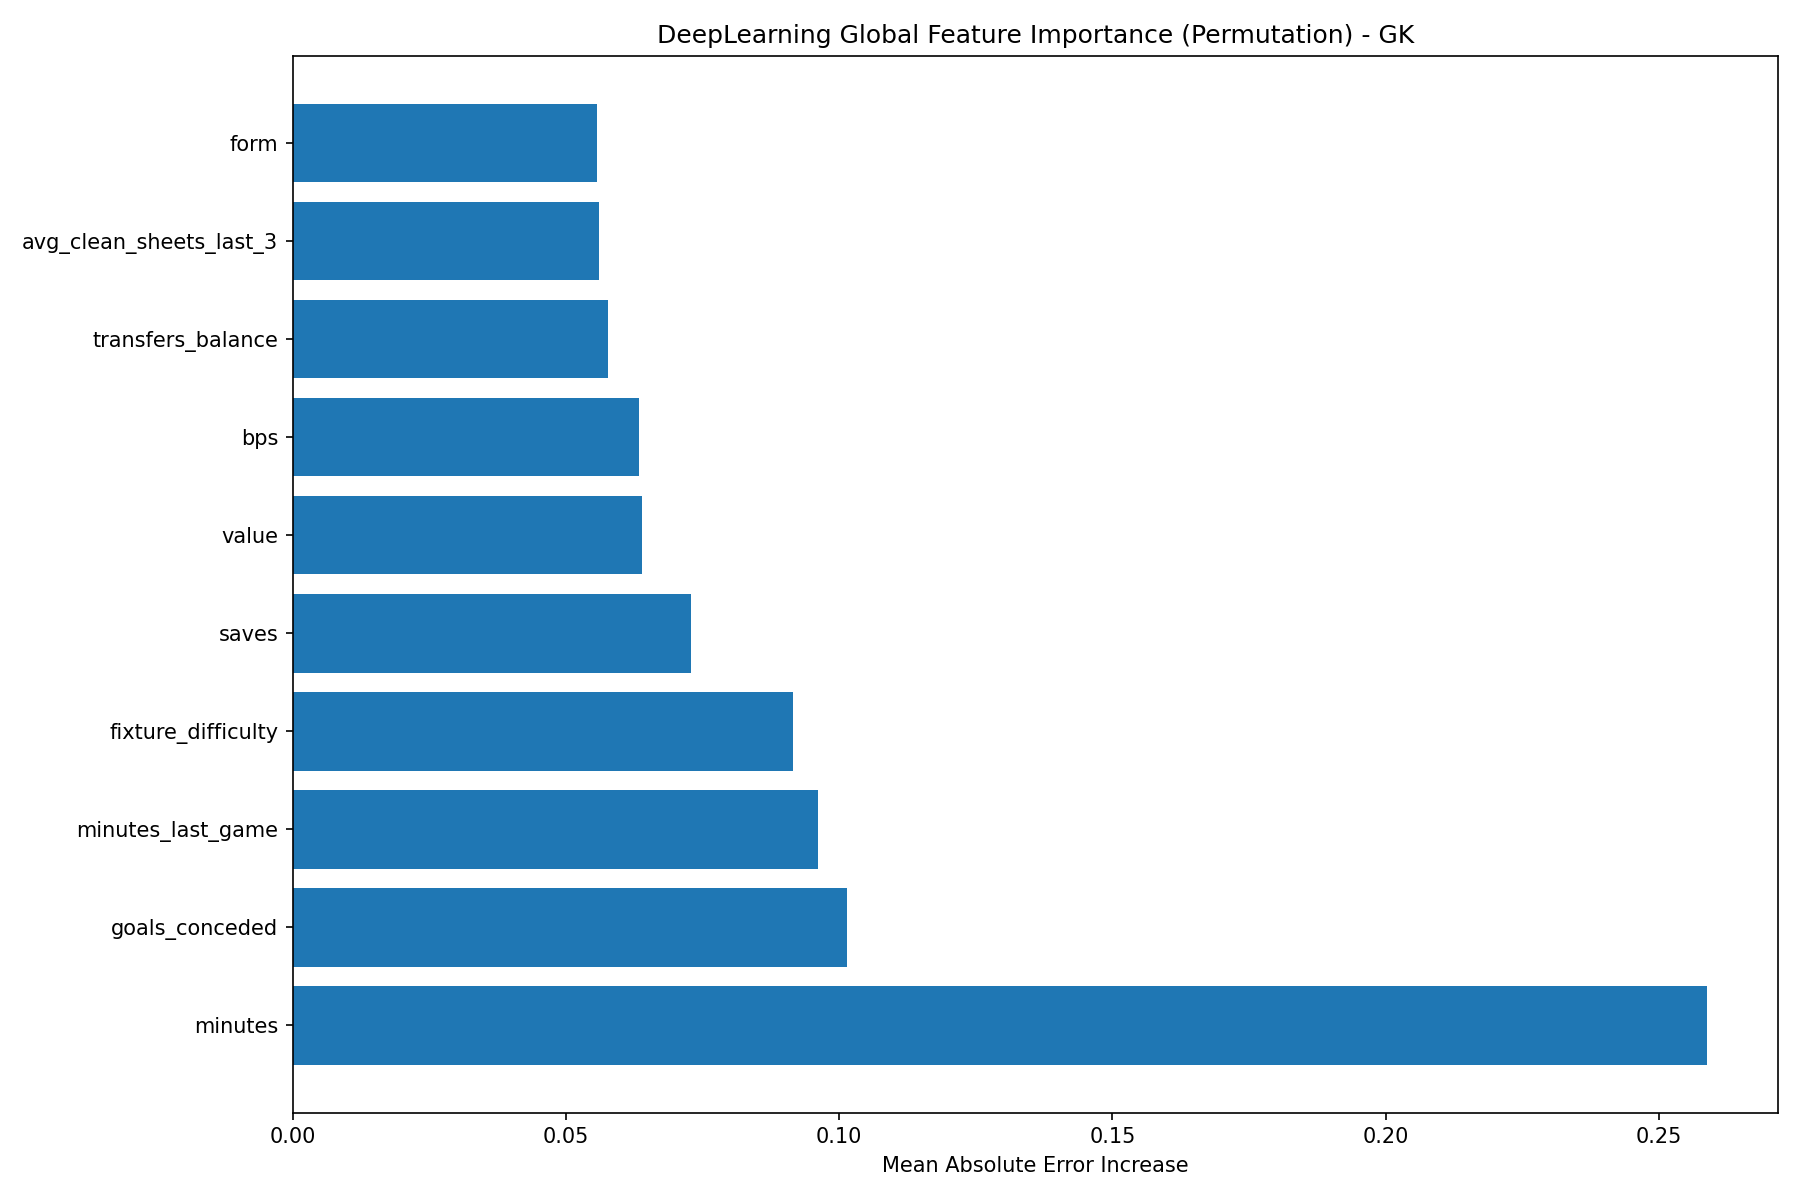 DeepLearning Global Feature Importance (Permutation) - GK
form
avg_clean_sheets_last_3
transfers_balance
bps
value
saves
fixture_difficulty
minutes_last_game
goals_conceded
minutes
0.00 0.05 0.10 0.15 0.20 0.25
Mean Absolute Error Increase